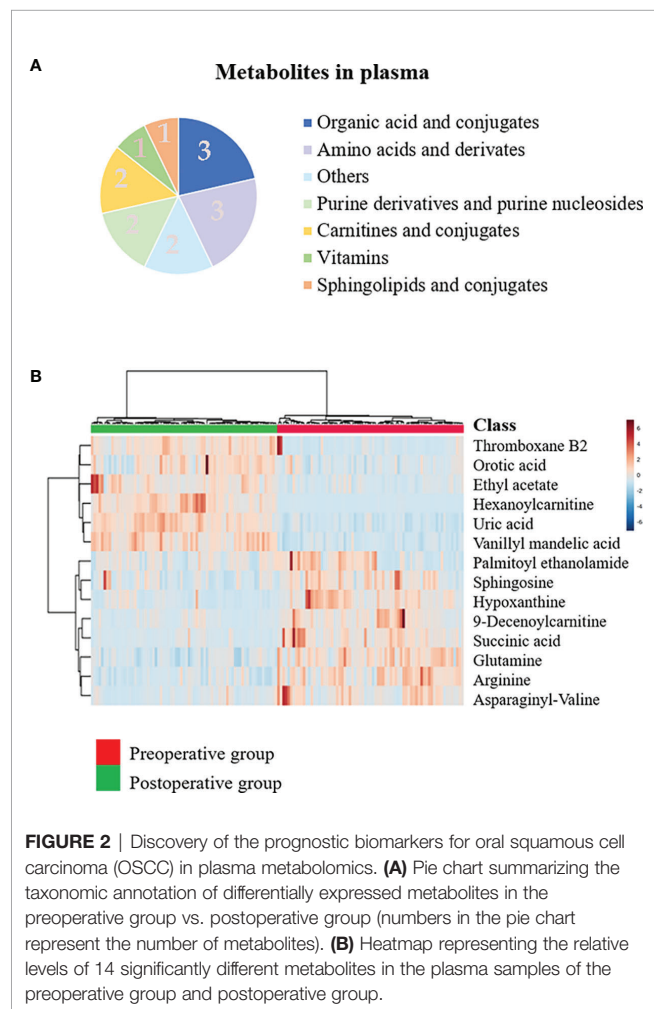 A
Metabolites in plasma
3
3
2
2
2
1
1
Organic acid and conjugates
Amino acids and derivates
Others
Purine derivatives and purine nucleosides
Carnitines and conjugates
Vitamins
Sphingolipids and conjugates
B
Class
Thromboxane B2
Orotic acid
Ethyl acetate
Hexanoylcarnitine
Uric acid
Vanillyl mandelic acid
Palmitoyl ethanolamide
Sphingosine
Hypoxanthine
9-Decenoylcarnitine
Succinic acid
Glutamine
Arginine
Asparaginyl-Valine
6
4
2
0
-2
-4
-6
Preoperative group
Postoperative group
FIGURE 2 | Discovery of the prognostic biomarkers for oral squamous cell
carcinoma (OSCC) in plasma metabolomics. (A) Pie chart summarizing the
taxonomic annotation of differentially expressed metabolites in the
preoperative group vs. postoperative group (numbers in the pie chart
represent the number of metabolites). (B) Heatmap representing the relative
levels of 14 significantly different metabolites in the plasma samples of the
preoperative group and postoperative group.